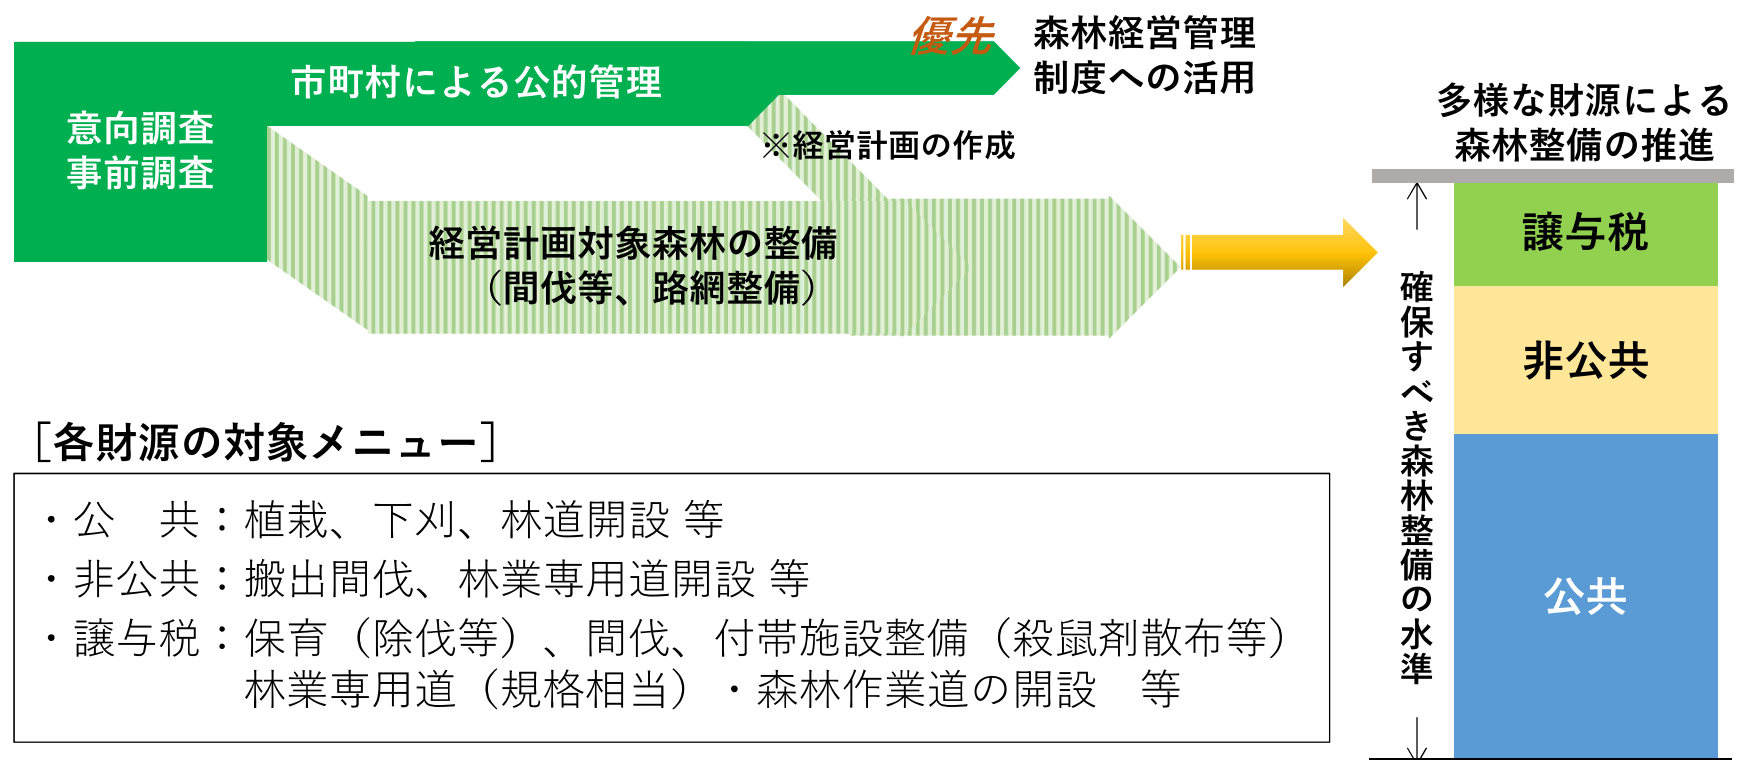 優先
森林経営管理
制度への活用
市町村による公的管理
意向調査
事前調査
※経営計画の作成
経営計画対象森林の整備
（間伐等、路網整備）
多様な財源による
森林整備の推進
譲与税
非公共
公共
確保すべき森林整備の水準
［各財源の対象メニュー］
・公　共：植栽、下刈、林道開設 等
・非公共：搬出間伐、林業専用道開設 等
・譲与税：保育（除伐等）、間伐、付帯施設整備（殺鼠剤散布等）
林業専用道（規格相当）・森林作業道の開設　等